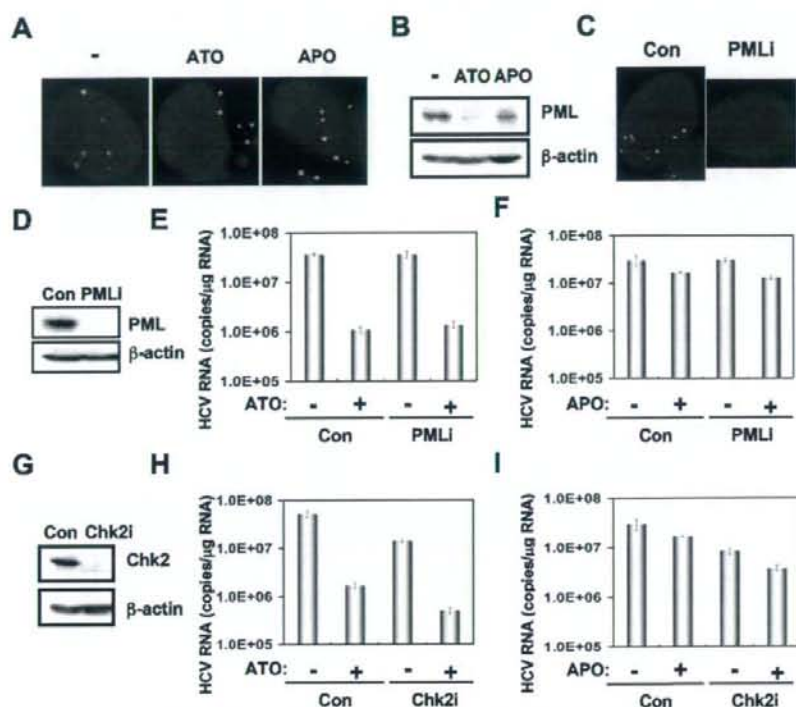 A
- ATO APO
B
- ATO APO
PML
β-actin
C
Con PMLi
D
Con PMLi
PML
β-actin
E
HCV RNA (copies/μg RNA)
1.0E+08
1.0E+07
1.0E+06
1.0E+05
ATO: - + - +
Con PMLi
F
HCV RNA (copies/μg RNA)
1.0E+08
1.0E+07
1.0E+06
1.0E+05
APO: - + - +
Con PMLi
G
Con Chk2i
Chk2
β-actin
H
HCV RNA (copies/μg RNA)
1.0E+08
1.0E+07
1.0E+06
1.0E+05
ATO: - + - +
Con Chk2i
I
HCV RNA (copies/μg RNA)
1.0E+08
1.0E+07
1.0E+06
1.0E+05
APO: - + - +
Con Chk2i